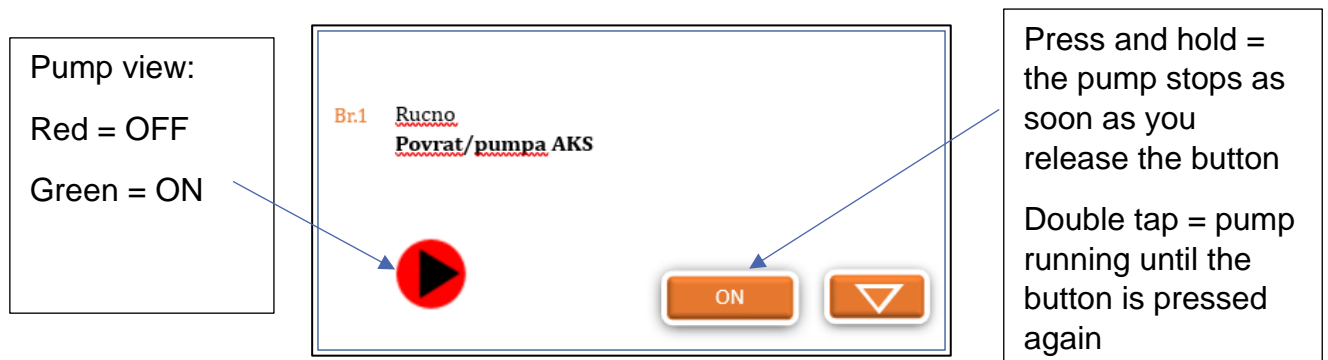 Pump view:
Red = OFF
Green = ON
Br.1 Rucno
Povrat/pumpa AKS
ON
Press and hold =
the pump stops as
soon as you
release the button
Double tap = pump
running until the
button is pressed
again